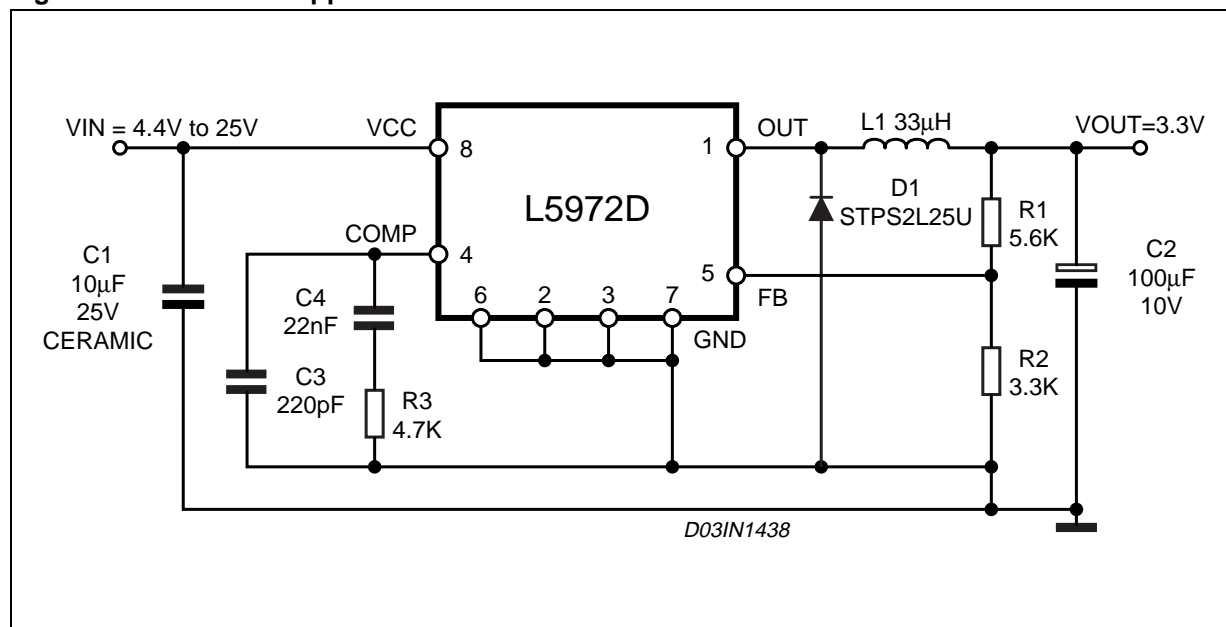 VIN = 4.4V to 25V
VCC
8
L5972D
1
OUT
L1 33µH
VOUT=3.3V
D1
STPS2L25U
R1
5.6K
COMP
4
5
FB
C1
10µF
25V
CERAMIC
C4
22nF
6
2
3
7
GND
C2
100µF
10V
C3
220pF
R3
4.7K
R2
3.3K
D03IN1438